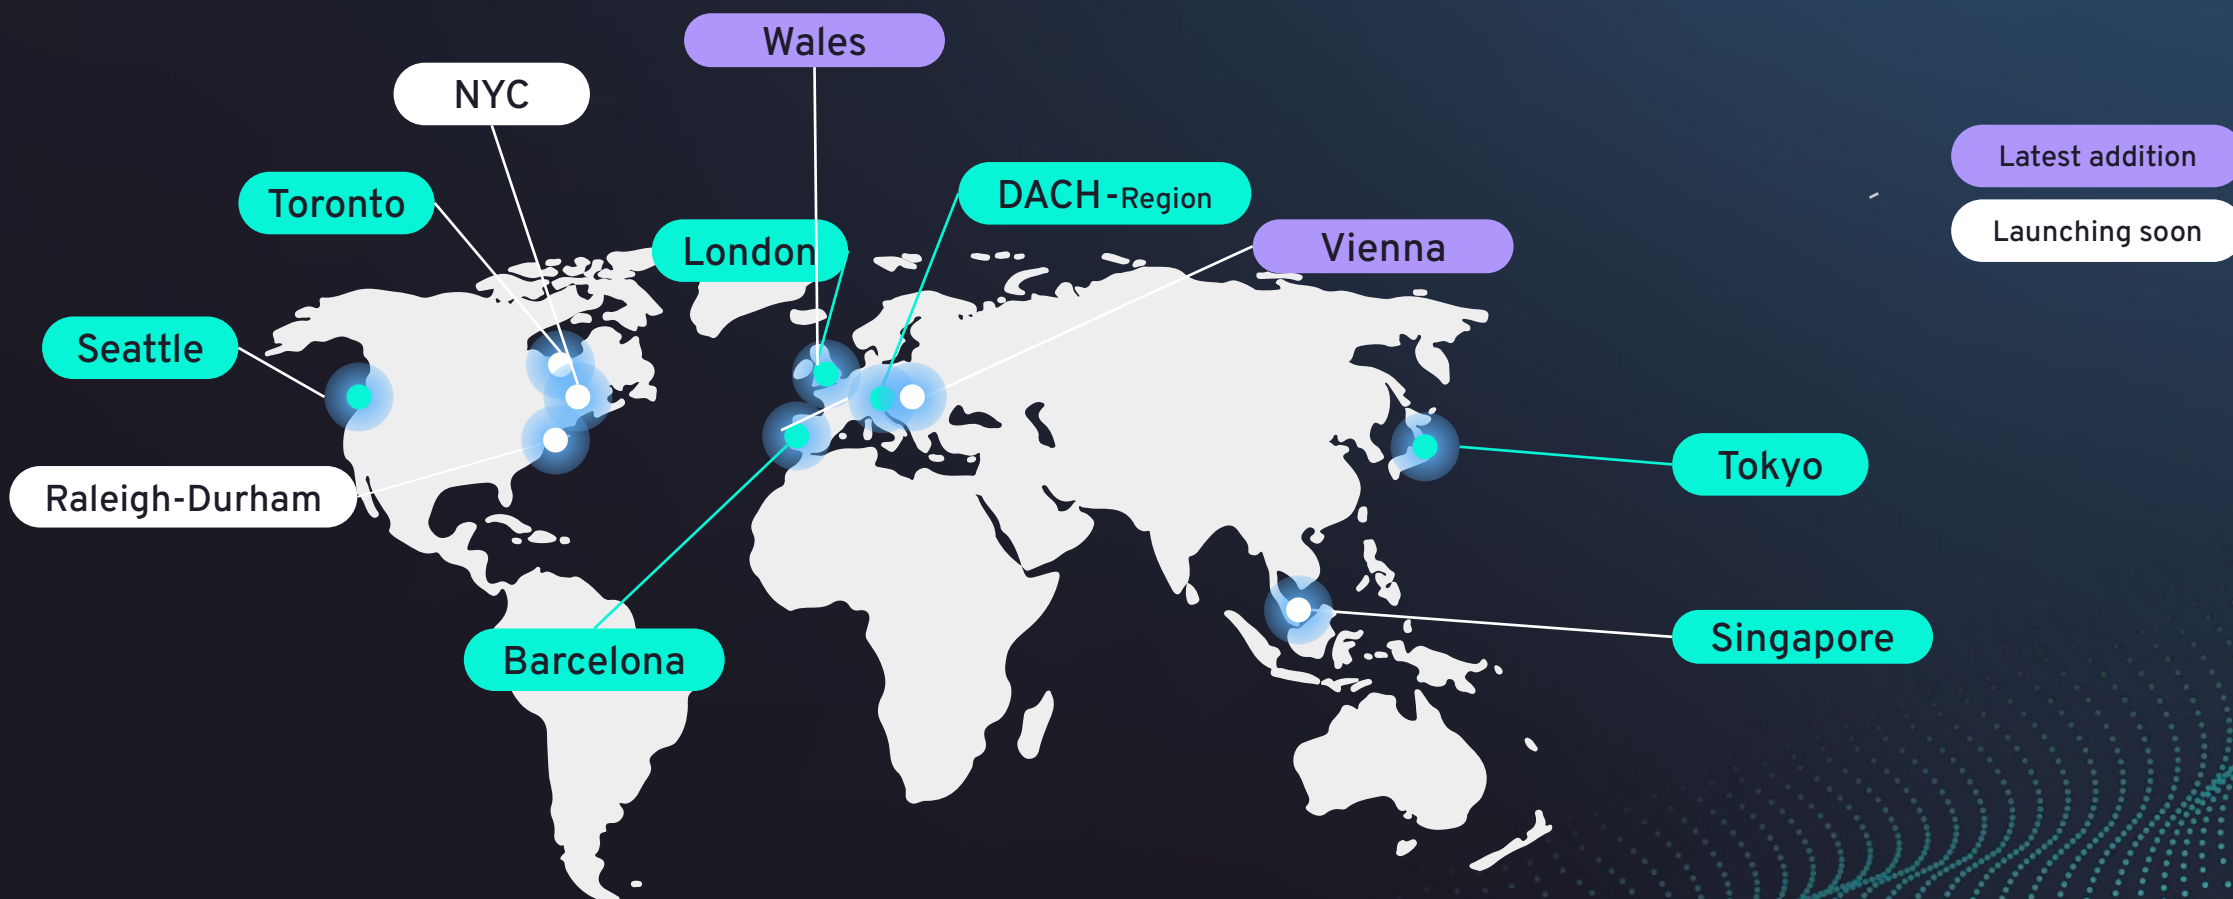 Wales
NYC
Latest addition
Toronto
DACH-Region
London
Vienna
Launching soon
Seattle
Raleigh-Durham
Tokyo
Barcelona
Singapore